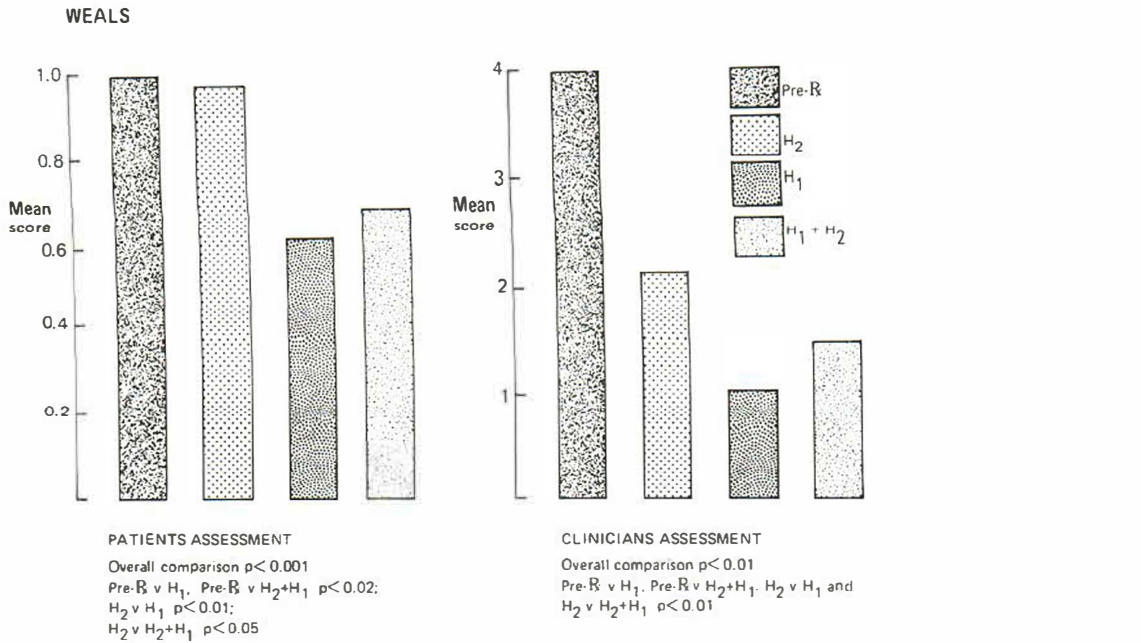 WEALS
1.0
0.8
Mean
score
0.6
0.4
0.2
4
3
Mean
score
2
1
Pre-℞
H2
H1
H1 + H2
PATIENTS ASSESSMENT
Overall comparison p< 0.001
Pre-℞ v H1, Pre-℞ v H2+H1 p<0.02;
H2 v H1 p<0.01;
H2 v H2+H1 p<0.05
CLINICIANS ASSESSMENT
Overall comparison p< 0.01
Pre-℞ v H1. Pre-℞ v H2+H1. H2 v H1 and
H2 v H2+H1 p<0.01